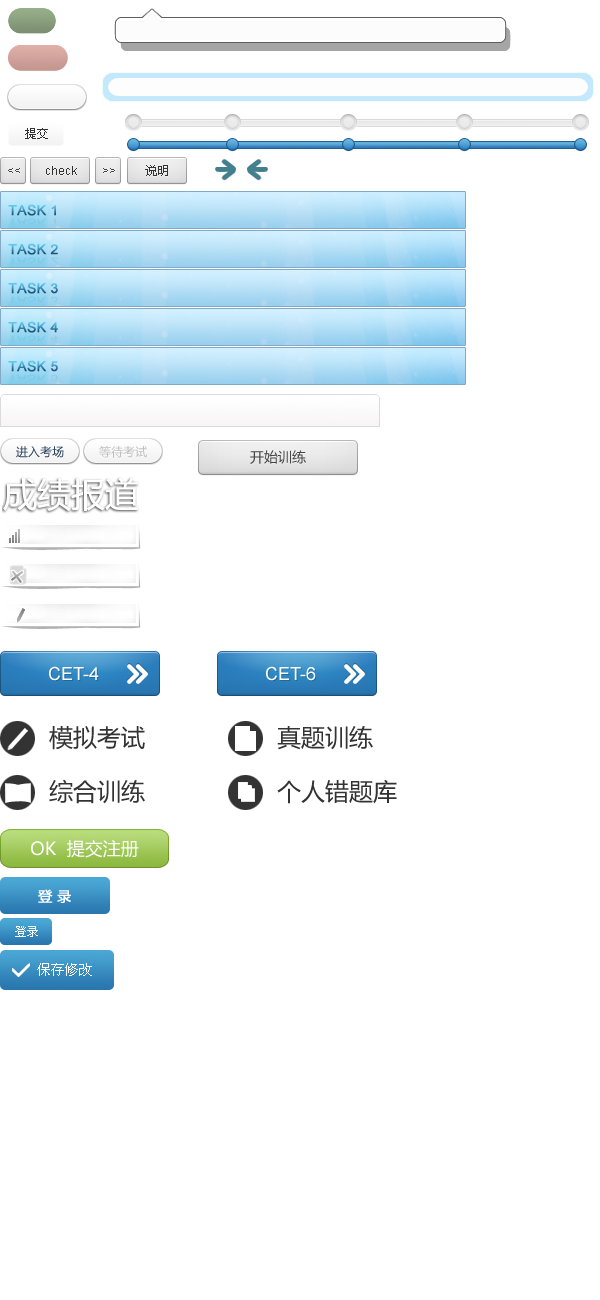 提交
<< check >> 说明
TASK 1
TASK 2
TASK 3
TASK 4
TASK 5
进入考场 等待考试 开始训练
成绩报道
CET-4 CET-6
模拟考试 真题训练
综合训练 个人错题库
OK 提交注册
登 录
登录
保存修改